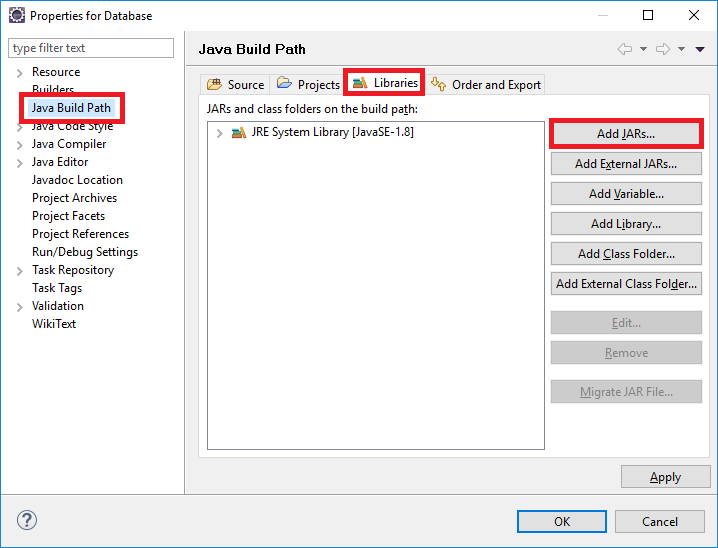 Properties for Database
type filter text
Resource
Builders
Java Build Path
Java Code Style
Java Compiler
Java Editor
Javadoc Location
Project Archives
Project Facets
Project References
Run/Debug Settings
Task Repository
Task Tags
Validation
WikiText
Java Build Path
Source Projects Libraries Order and Export
JARs and class folders on the build path:
JRE System Library [JavaSE-1.8]
Add JARs...
Add External JARs...
Add Variable...
Add Library...
Add Class Folder...
Add External Class Folder...
Edit...
Remove
Migrate JAR File...
Apply
?
OK Cancel